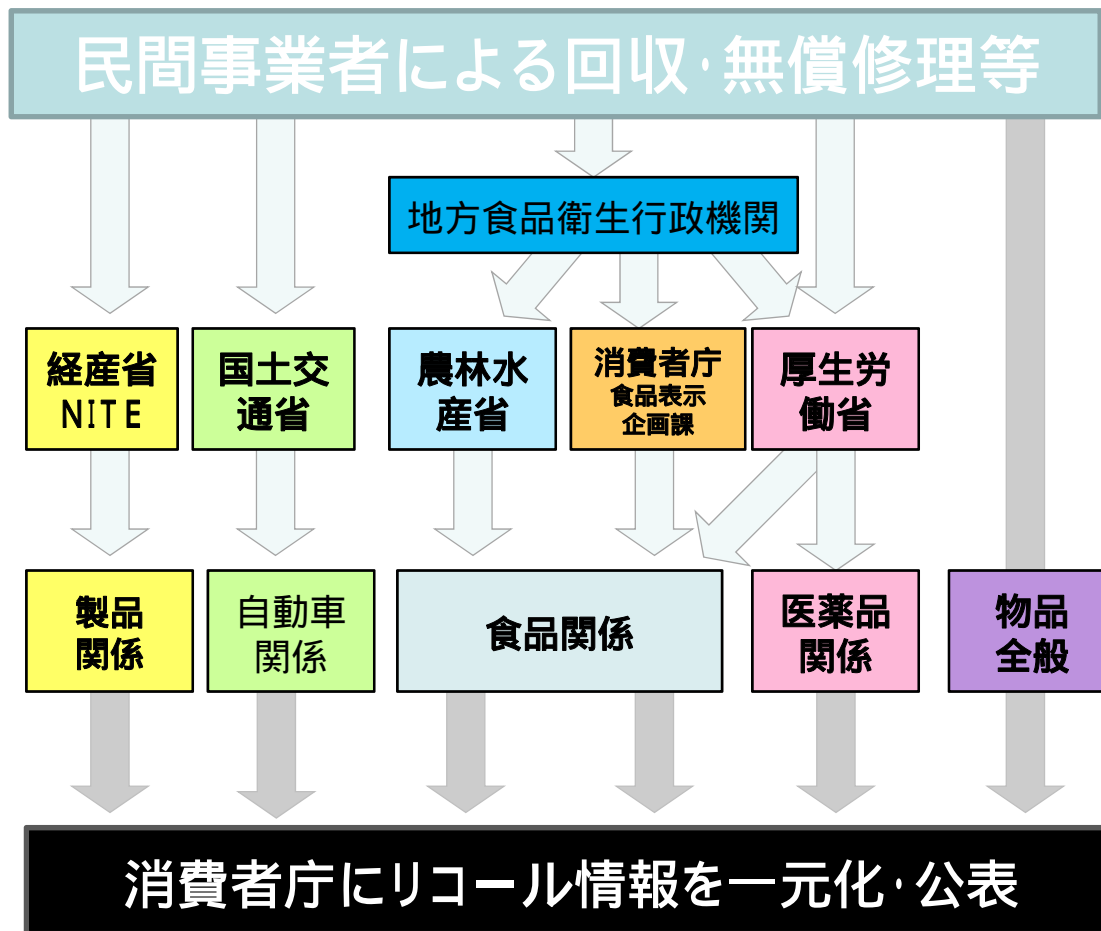 民間事業者による回収・無償修理等
地方食品衛生行政機関
経産省
NITE
国土交
通省
農林水
産省
消費者庁
食品表示
企画課
厚生労
働省
製品
関係
自動車
関係
食品関係
医薬品
関係
物品
全般
消費者庁にリコール情報を一元化・公表